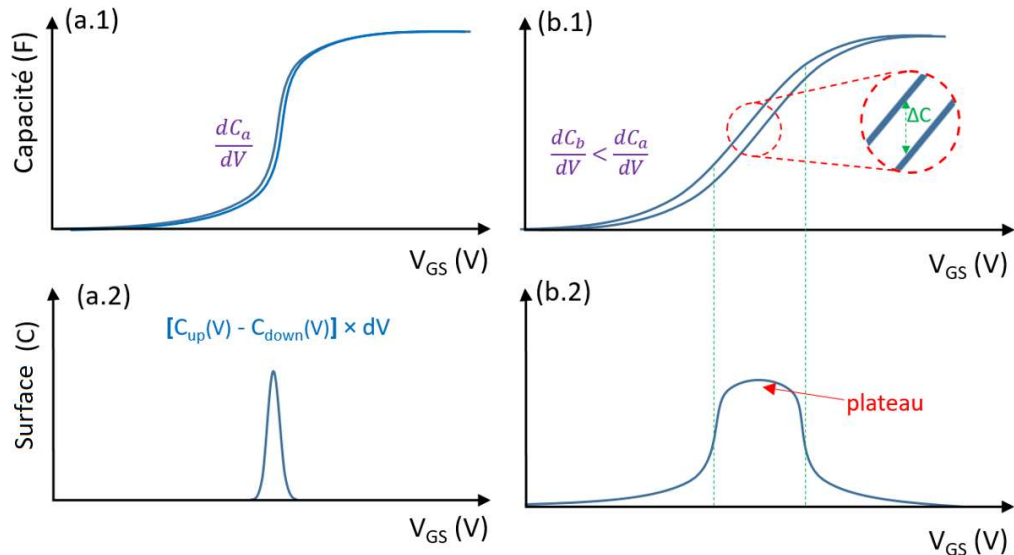 (a.1)
Capacité (F)
dC_a
dV
V_GS (V)
(b.1)
dC_b/dV < dC_a/dV
ΔC
V_GS (V)
(a.2)
Surface (C)
[C_up(V) - C_down(V)] × dV
V_GS (V)
(b.2)
plateau
V_GS (V)